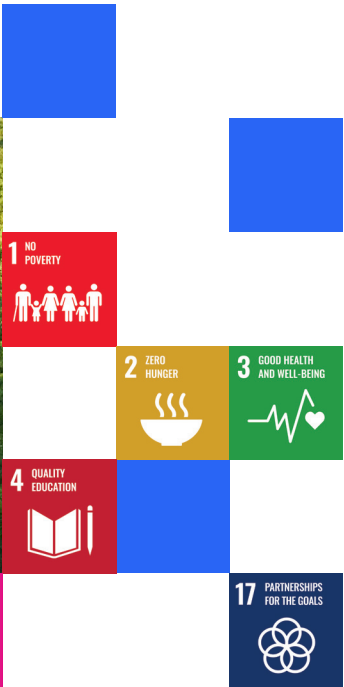 1 NO
POVERTY
2 ZERO
HUNGER
3 GOOD HEALTH
AND WELL-BEING
4 QUALITY
EDUCATION
17 PARTNERSHIPS
FOR THE GOALS